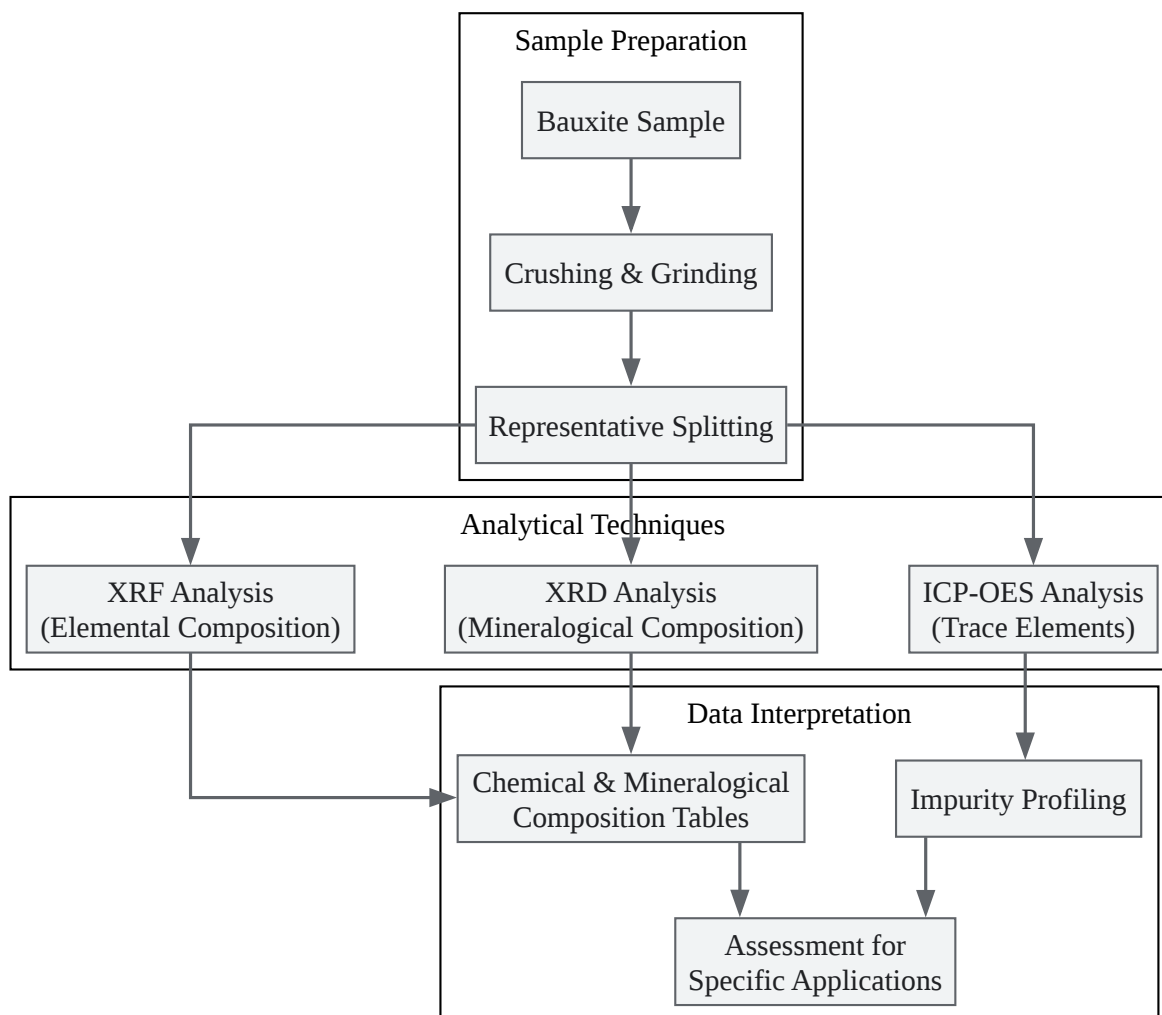 Sample Preparation
Bauxite Sample
Crushing & Grinding
Representative Splitting
Analytical Techniques
XRF Analysis
(Elemental Composition)
XRD Analysis
(Mineralogical Composition)
ICP-OES Analysis
(Trace Elements)
Data Interpretation
Chemical & Mineralogical
Composition Tables
Impurity Profiling
Assessment for
Specific Applications